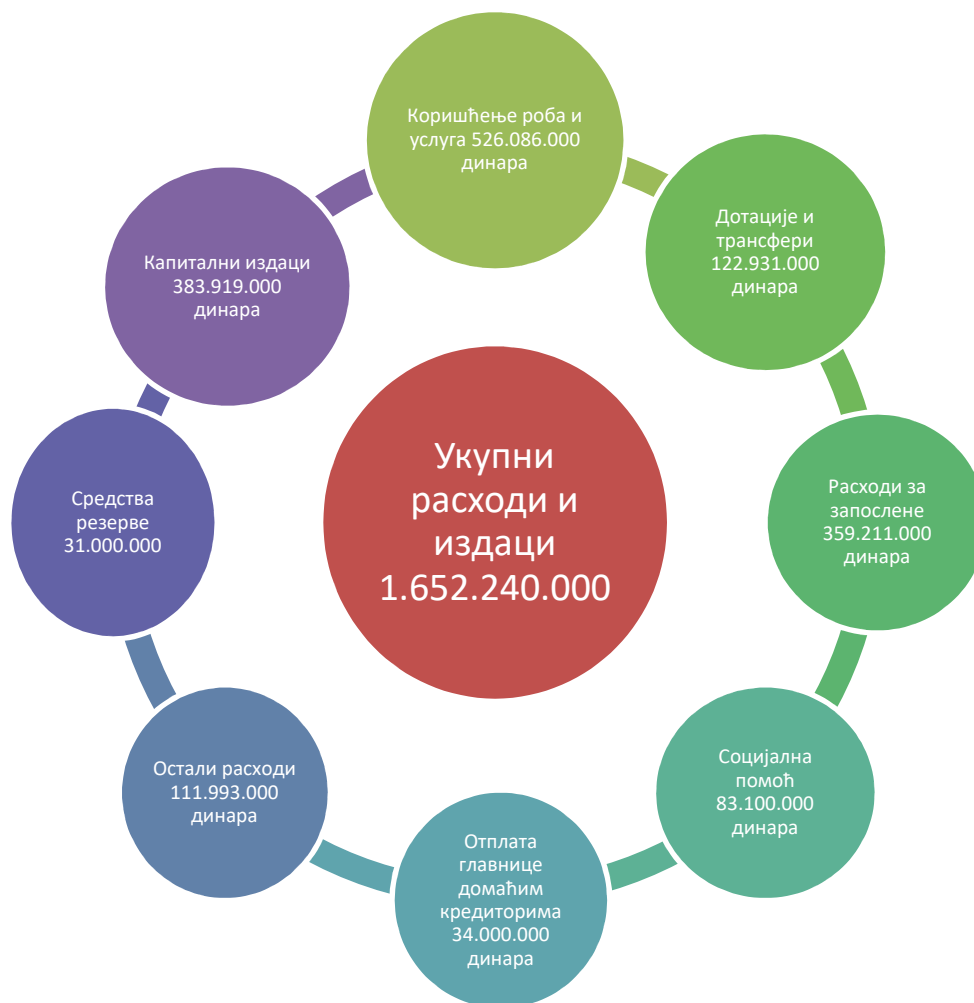 Коришћење роба и
услуга 526.086.000
динара
Дотације и
трансфери
122.931.000
динара
Расходи за
запослене
359.211.000
динара
Социјална
помоћ
83.100.000
динара
Отплата
главнице
домаћим
кредиторима
34.000.000
динара
Остали расходи
111.993.000
динара
Средства
резерве
31.000.000
Капитални издаци
383.919.000
динара
Укупни
расходи и
издаци
1.652.240.000